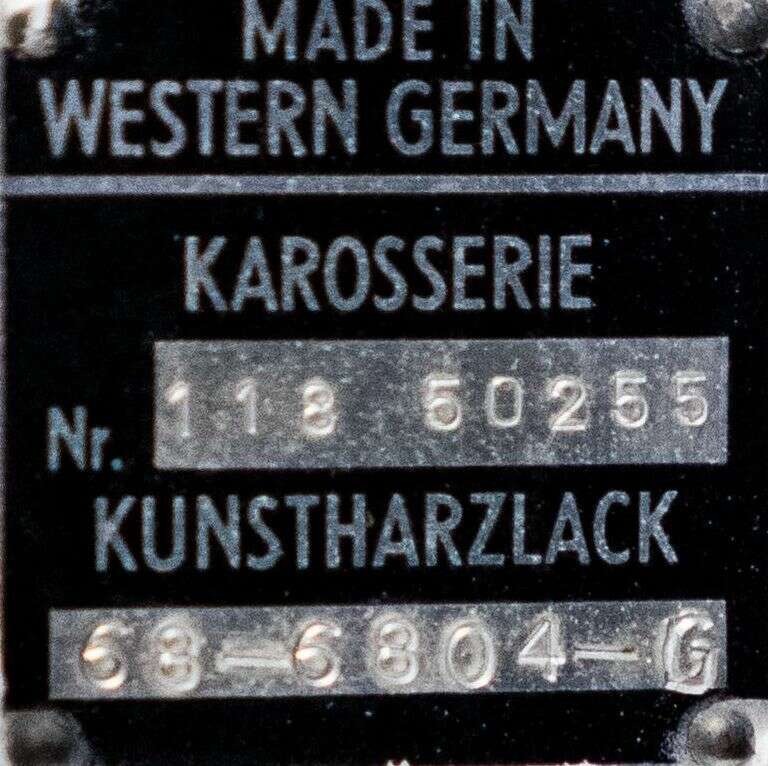 MADE IN
WESTERN GERMANY
KAROSSERIE
Nr. 118 50255
KUNSTHARZLACK
68-6804-G